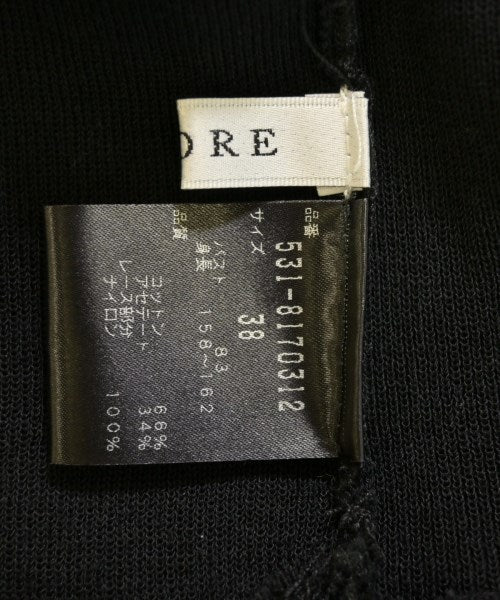 ORE
品番
531-8170312
サイズ
38
バスト 83
身長 158~162
品質
コットン 66%
アセテート 34%
レース部分
ナイロン 100%